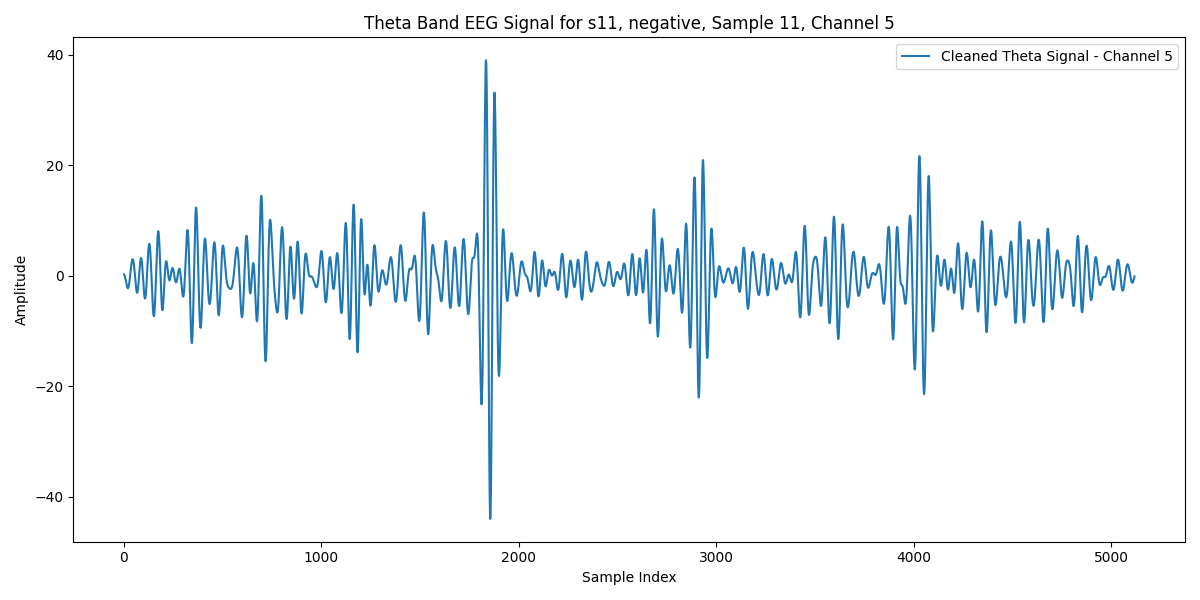 Theta Band EEG Signal for s11, negative, Sample 11, Channel 5
Cleaned Theta Signal - Channel 5
Amplitude
40
20
0
−20
−40
0 1000 2000 3000 4000 5000
Sample Index